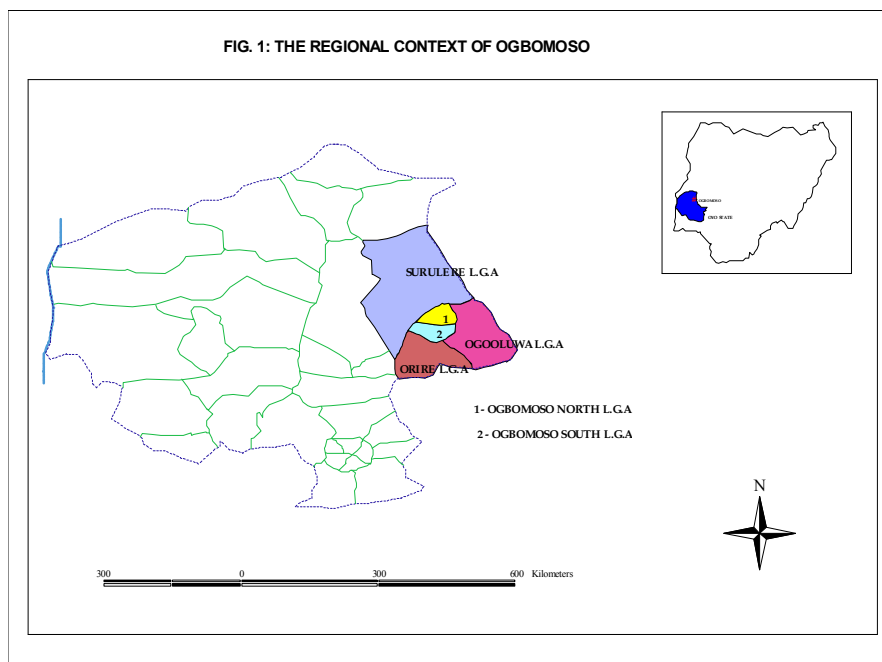 FIG. 1: THE REGIONAL CONTEXT OF OGBOMOSO
OGBOMOSO
OYO STATE
SURULERE L.G.A
1
2
OGOOLUWA L.G.A
ORIRE L.G.A
1- OGBOMOSO NORTH L.G.A
2 - OGBOMOSO SOUTH L.G.A
N
300 0 300 600 Kilometers